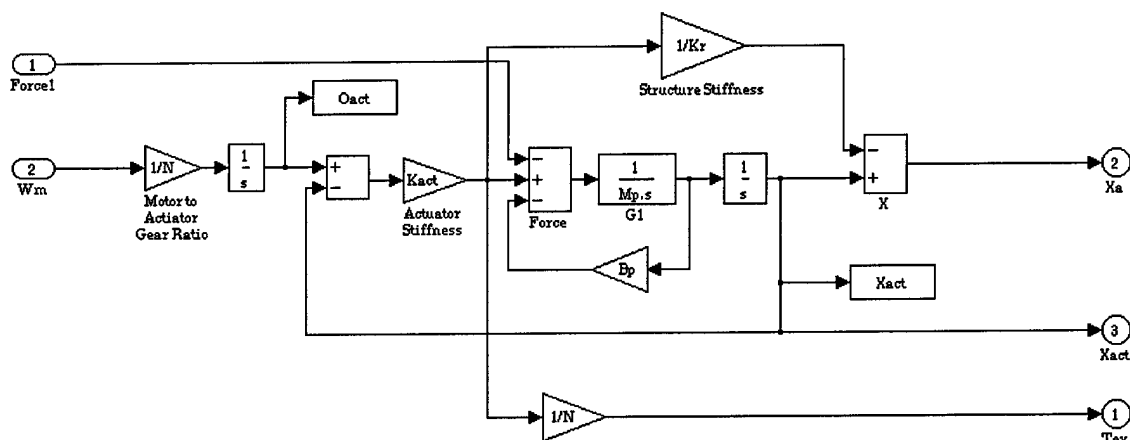 1
Force1
2
Wm
1/N
Motor to
Actiator
Gear Ratio
1
s
Oact
+
−
Kact
Actuator
Stiffness
1/Kr
Structure Stiffness
−
+
−
Force
1
Mp.s
G1
Bp
1
s
−
+
X
2
Xa
Xact
3
Xact
1/N
1
Tex